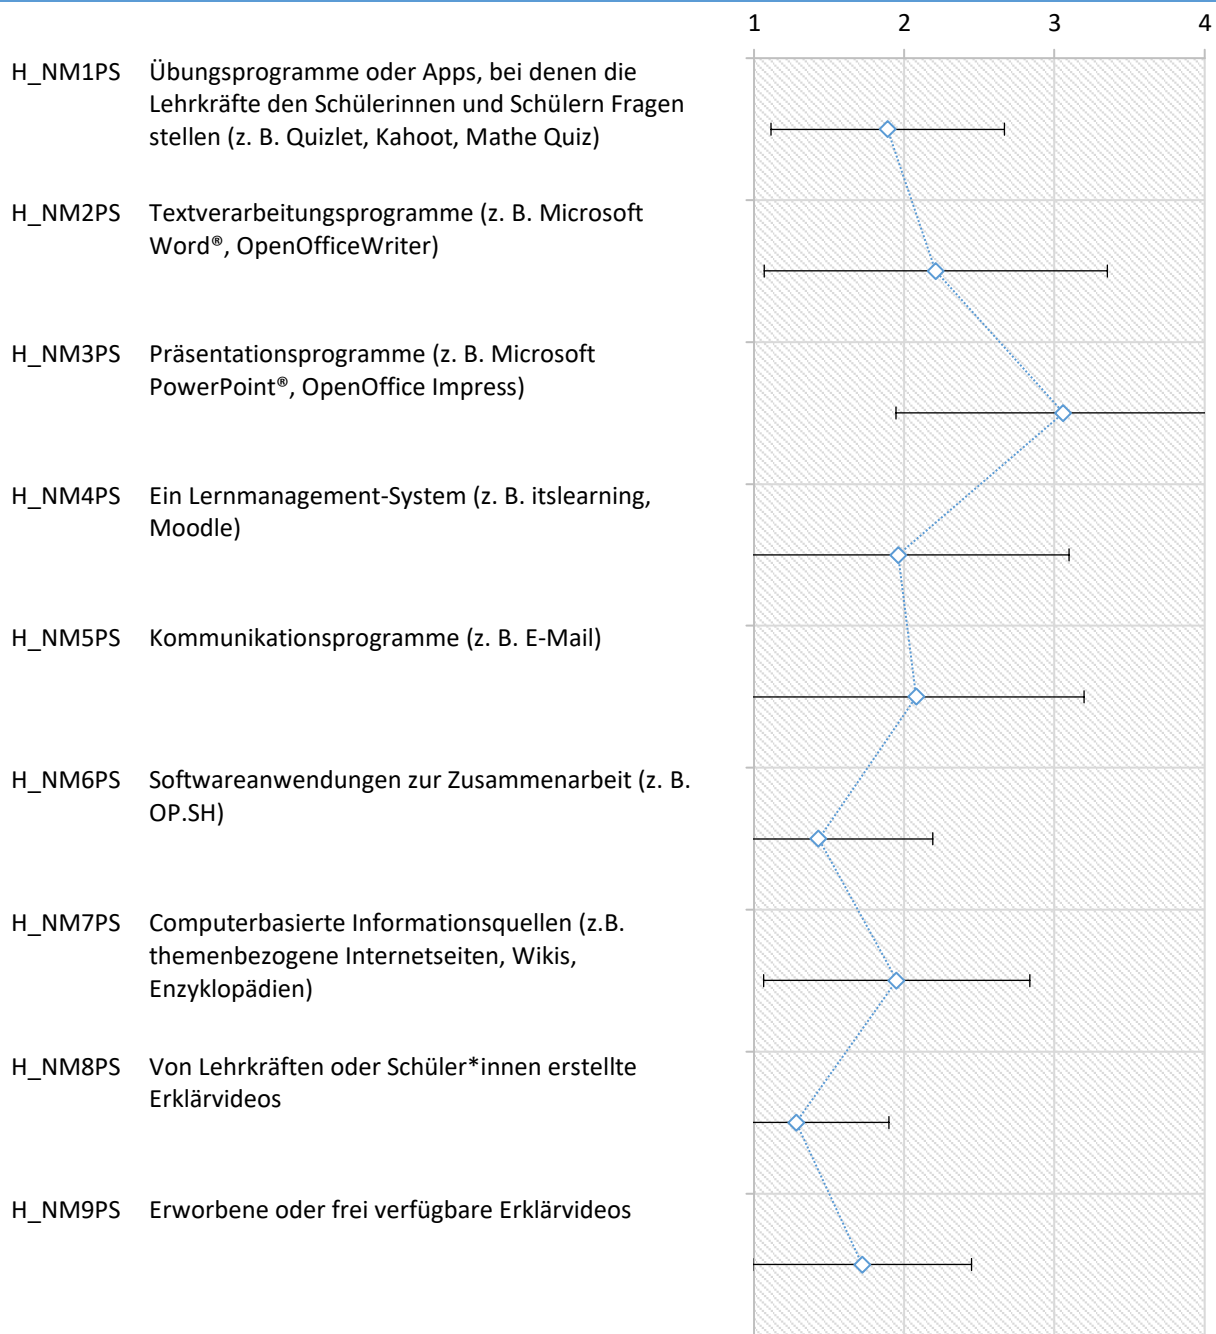 1 2 3 4
H_NM1PS Übungsprogramme oder Apps, bei denen die
Lehrkräfte den Schülerinnen und Schülern Fragen
stellen (z. B. Quizlet, Kahoot, Mathe Quiz)
H_NM2PS Textverarbeitungsprogramme (z. B. Microsoft
Word®, OpenOfficeWriter)
H_NM3PS Präsentationsprogramme (z. B. Microsoft
PowerPoint®, OpenOffice Impress)
H_NM4PS Ein Lernmanagement-System (z. B. itslearning,
Moodle)
H_NM5PS Kommunikationsprogramme (z. B. E-Mail)
H_NM6PS Softwareanwendungen zur Zusammenarbeit (z. B.
OP.SH)
H_NM7PS Computerbasierte Informationsquellen (z.B.
themenbezogene Internetseiten, Wikis,
Enzyklopädien)
H_NM8PS Von Lehrkräften oder Schüler*innen erstellte
Erklärvideos
H_NM9PS Erworbene oder frei verfügbare Erklärvideos